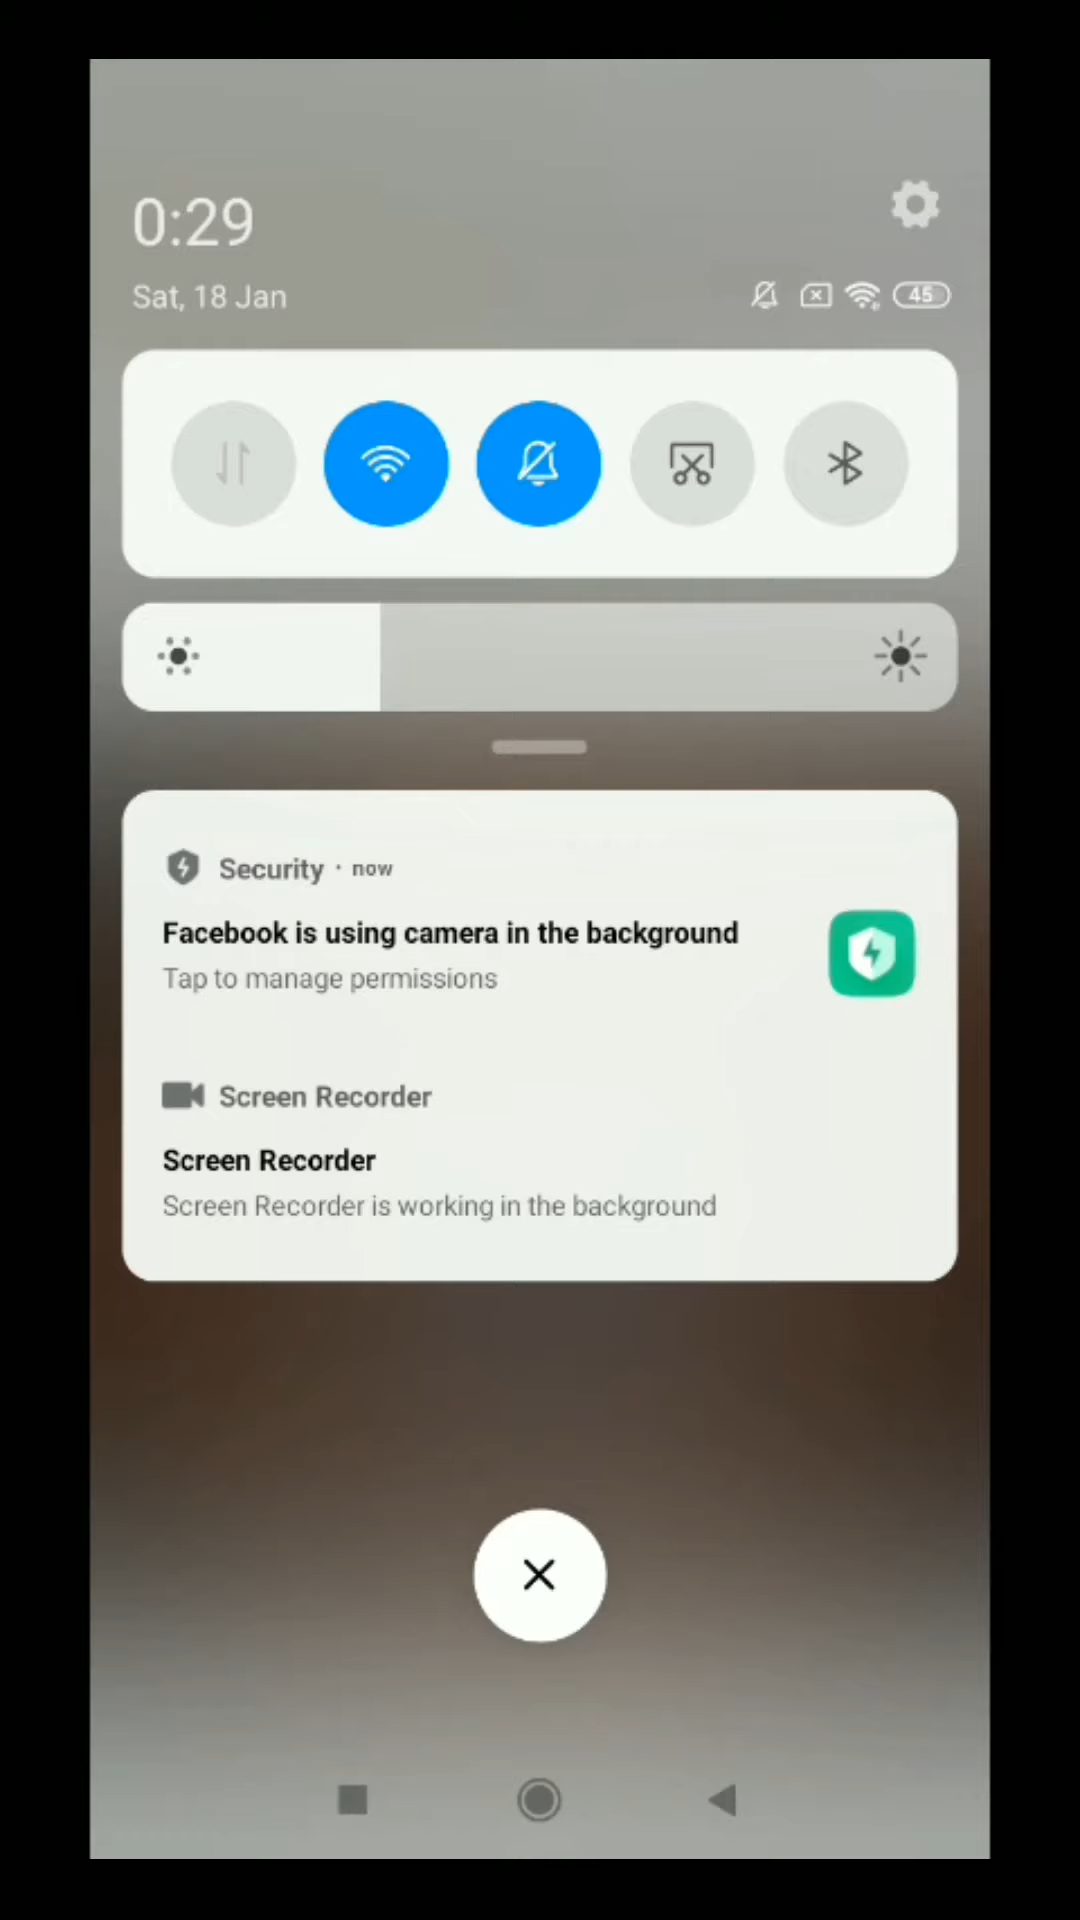 0:29
Sat, 18 Jan
45
Security · now
Facebook is using camera in the background
Tap to manage permissions
Screen Recorder
Screen Recorder
Screen Recorder is working in the background